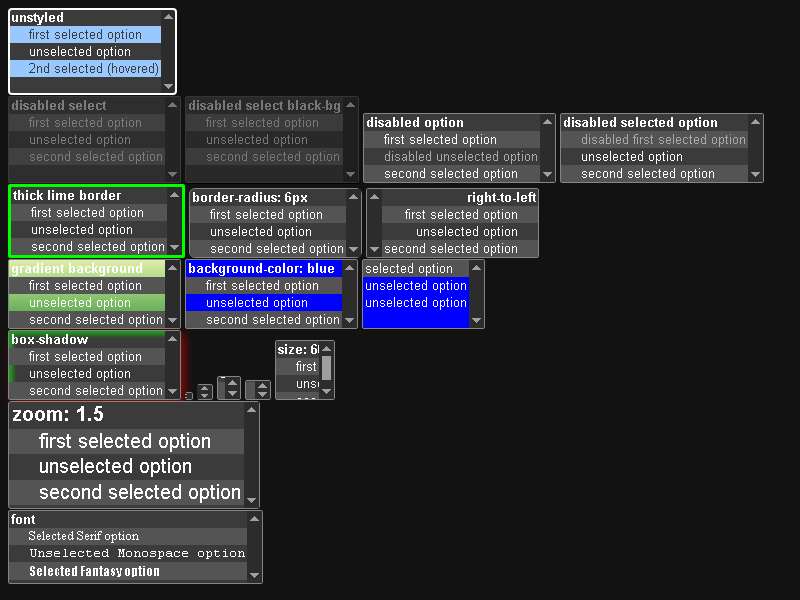 unstyled
first selected option
unselected option
2nd selected (hovered)
disabled select
first selected option
unselected option
second selected option
disabled select black-bg
first selected option
unselected option
second selected option
disabled option
first selected option
disabled unselected option
second selected option
disabled selected option
disabled first selected option
unselected option
second selected option
thick lime border
first selected option
unselected option
second selected option
border-radius: 6px
first selected option
unselected option
second selected option
right-to-left
first selected option
unselected option
second selected option
gradient background
first selected option
unselected option
second selected option
background-color: blue
first selected option
unselected option
second selected option
selected option
unselected option
unselected option
box-shadow
first selected option
unselected option
second selected option
size:
first
zoom: 1.5
first selected option
unselected option
second selected option
font
Selected Serif option
Unselected Monospace option
Selected Fantasy option